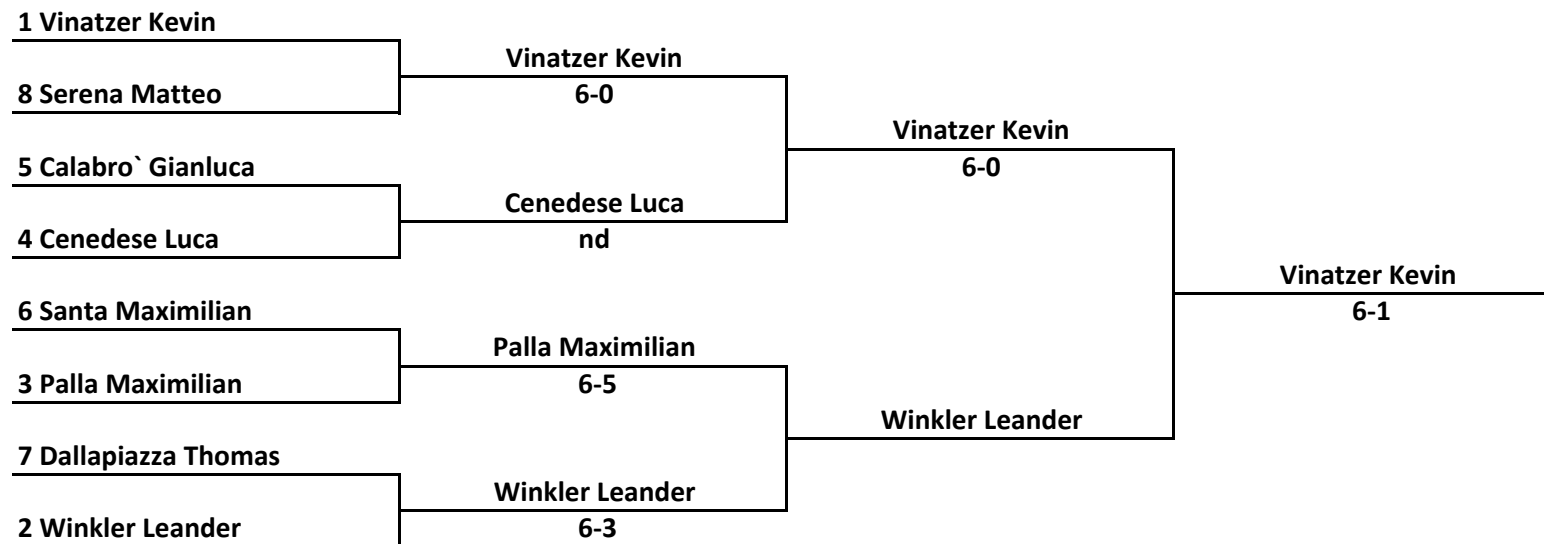 1 Vinatzer Kevin
Vinatzer Kevin
8 Serena Matteo
6-0
Vinatzer Kevin
5 Calabro` Gianluca
6-0
Cenedese Luca
4 Cenedese Luca
nd
Vinatzer Kevin
6 Santa Maximilian
6-1
Palla Maximilian
3 Palla Maximilian
6-5
Winkler Leander
7 Dallapiazza Thomas
Winkler Leander
2 Winkler Leander
6-3